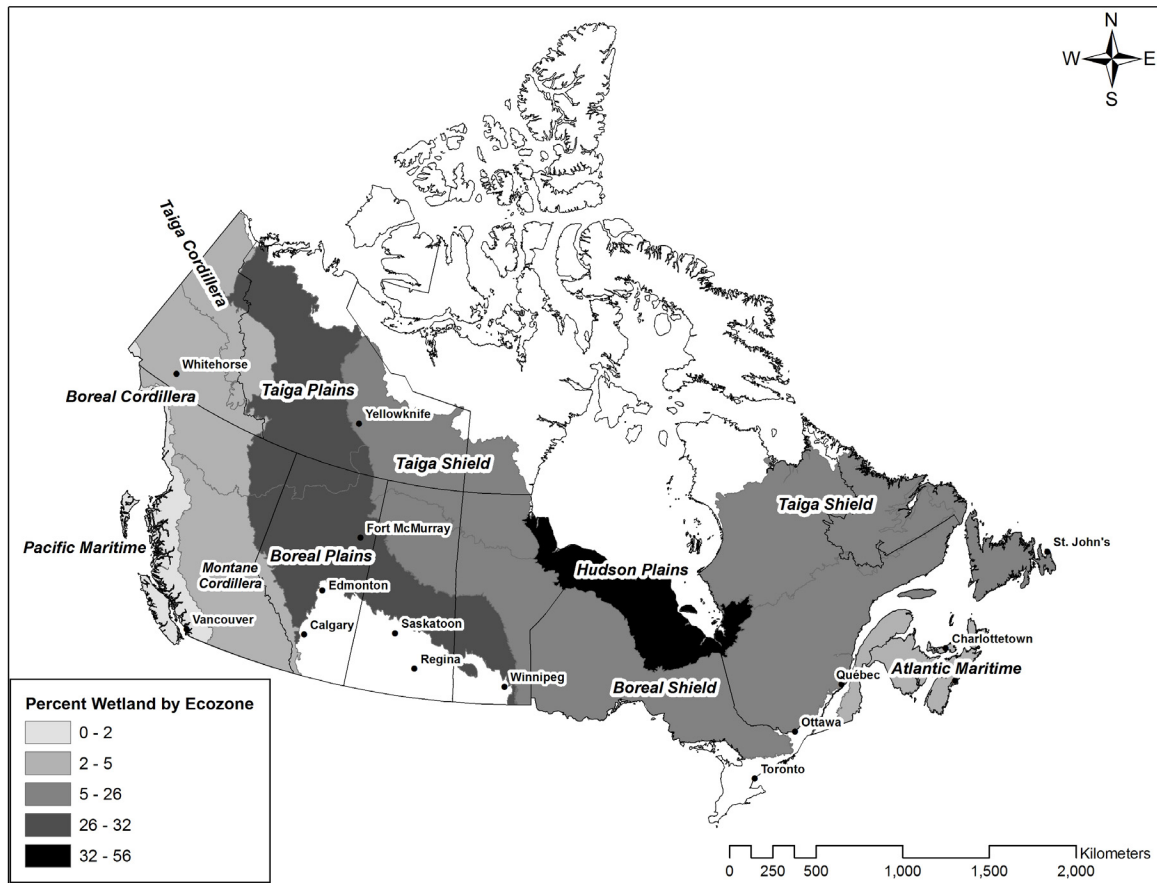 N
W E
S
Taiga Cordillera
Whitehorse
Boreal Cordillera
Taiga Plains
Yellowknife
Taiga Shield
Taiga Shield
Fort McMurray
St. John's
Pacific Maritime
Boreal Plains
Hudson Plains
Montane
Cordillera
Edmonton
Vancouver
Calgary
Saskatoon
Charlottetown
Regina
Québec
Atlantic Maritime
Winnipeg
Boreal Shield
Ottawa
Toronto
Percent Wetland by Ecozone
0 - 2
2 - 5
5 - 26
26 - 32
32 - 56
Kilometers
0 250 500 1,000 1,500 2,000